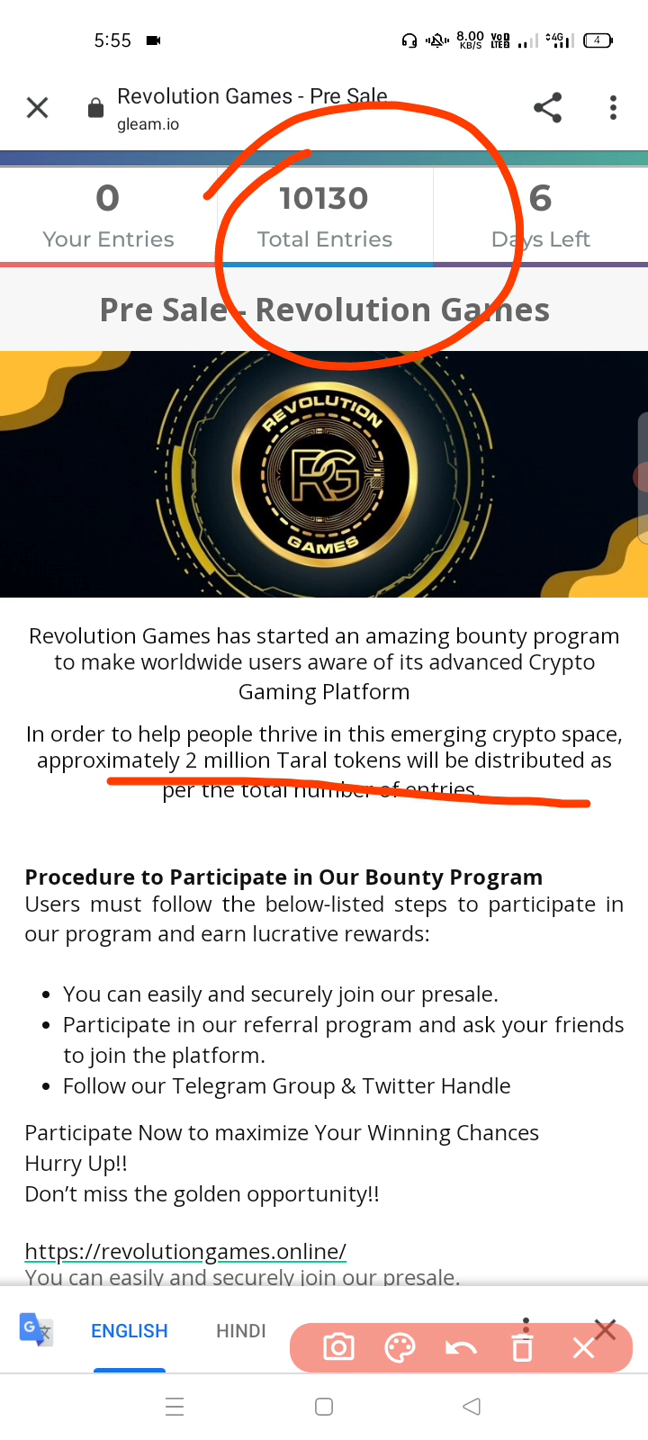 5:55 8.00 KB/S VoD LTE2 4G 4
Revolution Games - Pre Sale
gleam.io
0 10130 6
Your Entries Total Entries Days Left
Pre Sale - Revolution Games
REVOLUTION
RG
GAMES
Revolution Games has started an amazing bounty program
to make worldwide users aware of its advanced Crypto
Gaming Platform
In order to help people thrive in this emerging crypto space,
approximately 2 million Taral tokens will be distributed as
per the total number of entries.
Procedure to Participate in Our Bounty Program
Users must follow the below-listed steps to participate in
our program and earn lucrative rewards:
• You can easily and securely join our presale.
• Participate in our referral program and ask your friends
to join the platform.
• Follow our Telegram Group & Twitter Handle
Participate Now to maximize Your Winning Chances
Hurry Up!!
Don’t miss the golden opportunity!!
https://revolutiongames.online/
You can easily and securely join our presale.
G 文 ENGLISH HINDI